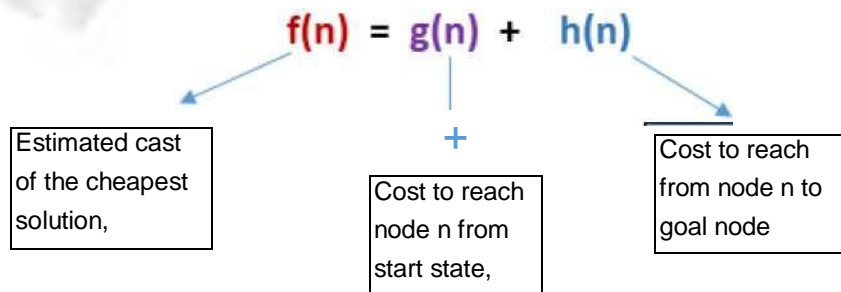 f(n) = g(n) + h(n)
Estimated cast
of the cheapest
solution,
+
Cost to reach
node n from
start state,
Cost to reach
from node n to
goal node